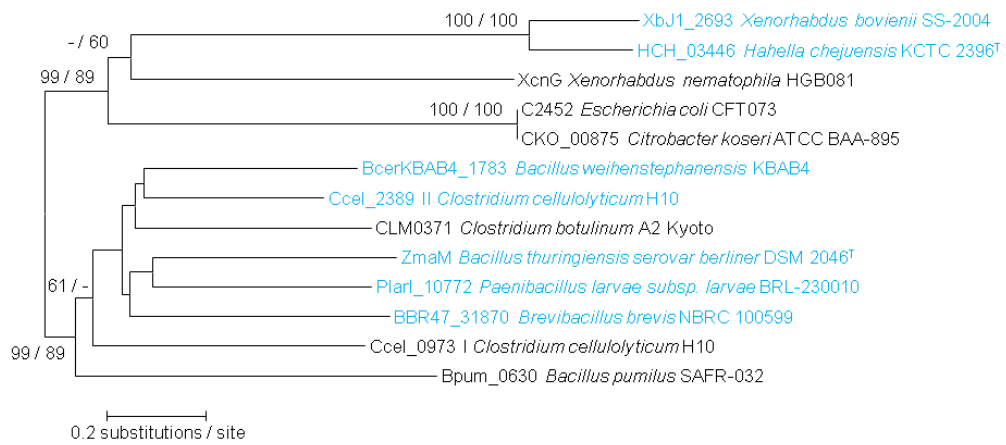 100 / 100
XbJ1_2693 Xenorhabdus bovienii SS-2004
- / 60
HCH_03446 Hahella chejuensis KCTC 2396T
99 / 89
XcnG Xenorhabdus nematophila HGB081
100 / 100
C2452 Escherichia coli CFT073
CKO_00875 Citrobacter koseri ATCC BAA-895
BcerKBAB4_1783 Bacillus weihenstephanensis KBAB4
Ccel_2389 II Clostridium cellulolyticum H10
CLM0371 Clostridium botulinum A2 Kyoto
ZmaM Bacillus thuringiensis serovar berliner DSM 2046T
61 / -
Plarl_10772 Paenibacillus larvae subsp. larvae BRL-230010
BBR47_31870 Brevibacillus brevis NBRC 100599
99 / 89
Ccel_0973 I Clostridium cellulolyticum H10
Bpum_0630 Bacillus pumilus SAFR-032
0.2 substitutions / site